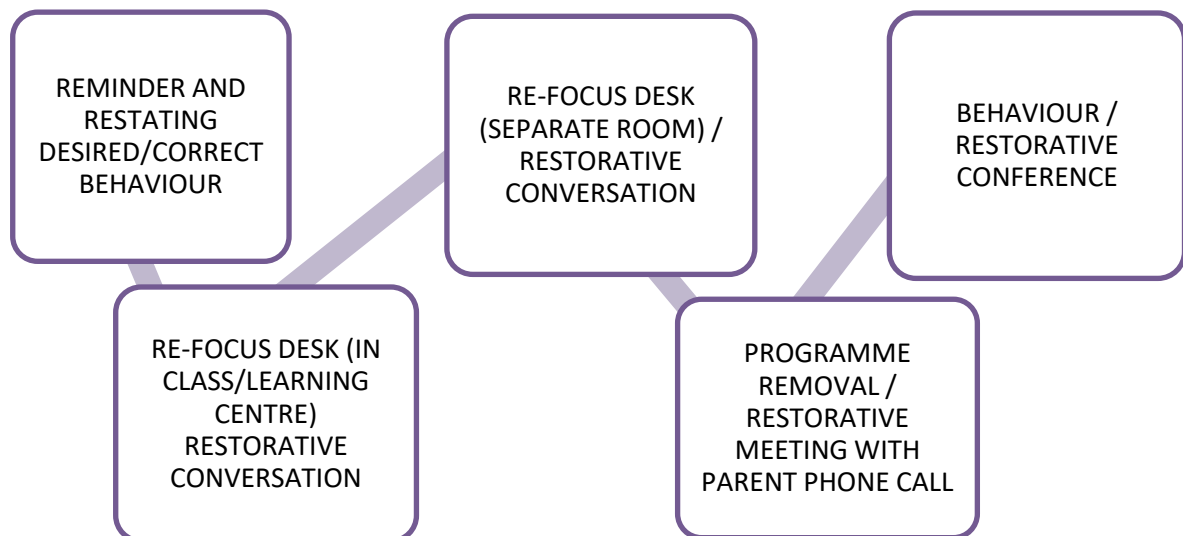 REMINDER AND
RESTATING
DESIRED/CORRECT
BEHAVIOUR
RE-FOCUS DESK (IN
CLASS/LEARNING
CENTRE)
RESTORATIVE
CONVERSATION
RE-FOCUS DESK
(SEPARATE ROOM) /
RESTORATIVE
CONVERSATION
PROGRAMME
REMOVAL /
RESTORATIVE
MEETING WITH
PARENT PHONE CALL
BEHAVIOUR /
RESTORATIVE
CONFERENCE